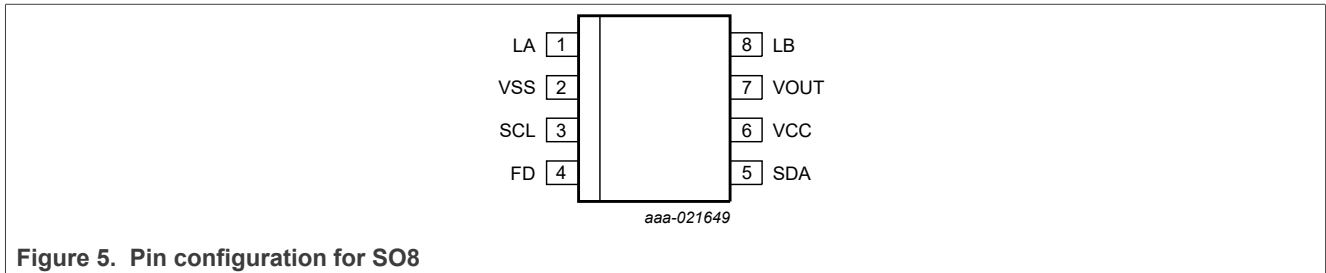 LA 1 8 LB
VSS 2 7 VOUT
SCL 3 6 VCC
FD 4 5 SDA
aaa-021649
Figure 5. Pin configuration for SO8